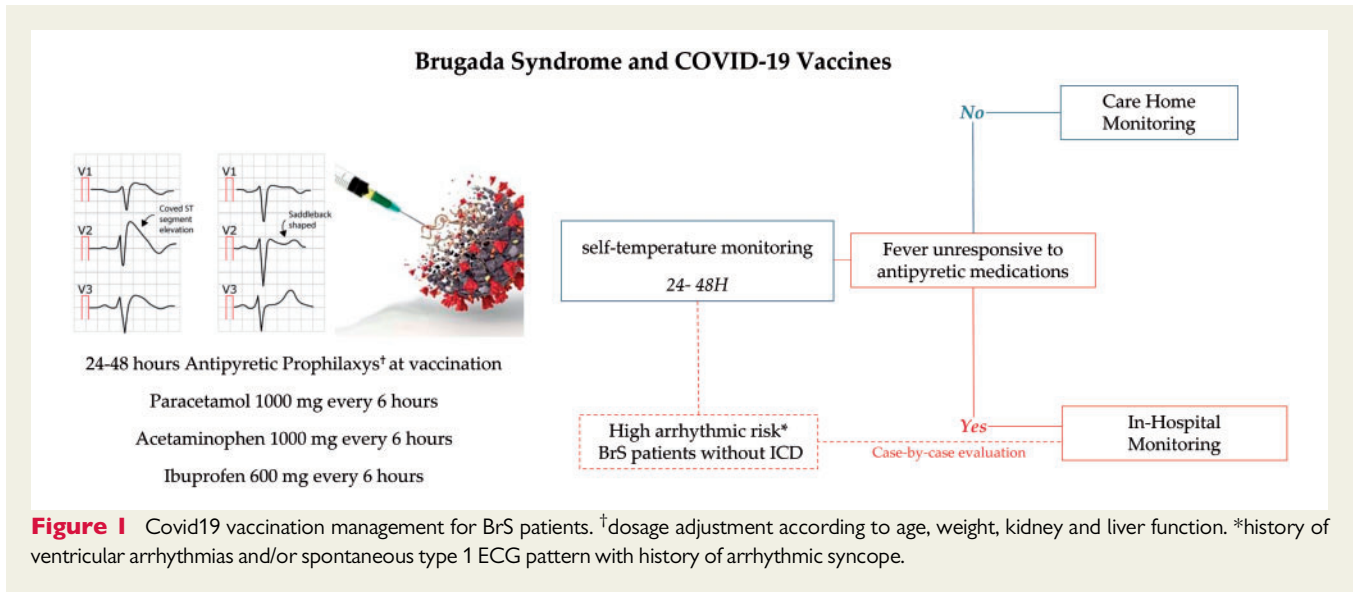 Brugada Syndrome and COVID-19 Vaccines
V1
Coved ST
segment
elevation
V2
V3
V1
Saddleback
shaped
V2
V3
24-48 hours Antipyretic Prophilaxys† at vaccination
Paracetamol 1000 mg every 6 hours
Acetaminophen 1000 mg every 6 hours
Ibuprofen 600 mg every 6 hours
self-temperature monitoring
24- 48H
Fever unresponsive to
antipyretic medications
No
Care Home
Monitoring
High arrhythmic risk*
BrS patients without ICD
Yes
Case-by-case evaluation
In-Hospital
Monitoring
Figure 1 Covid19 vaccination management for BrS patients. †dosage adjustment according to age, weight, kidney and liver function. *history of
ventricular arrhythmias and/or spontaneous type 1 ECG pattern with history of arrhythmic syncope.